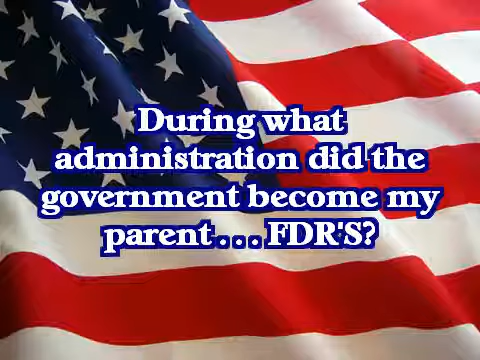 During what
administration did the
government become my
parent . . . FDR'S?